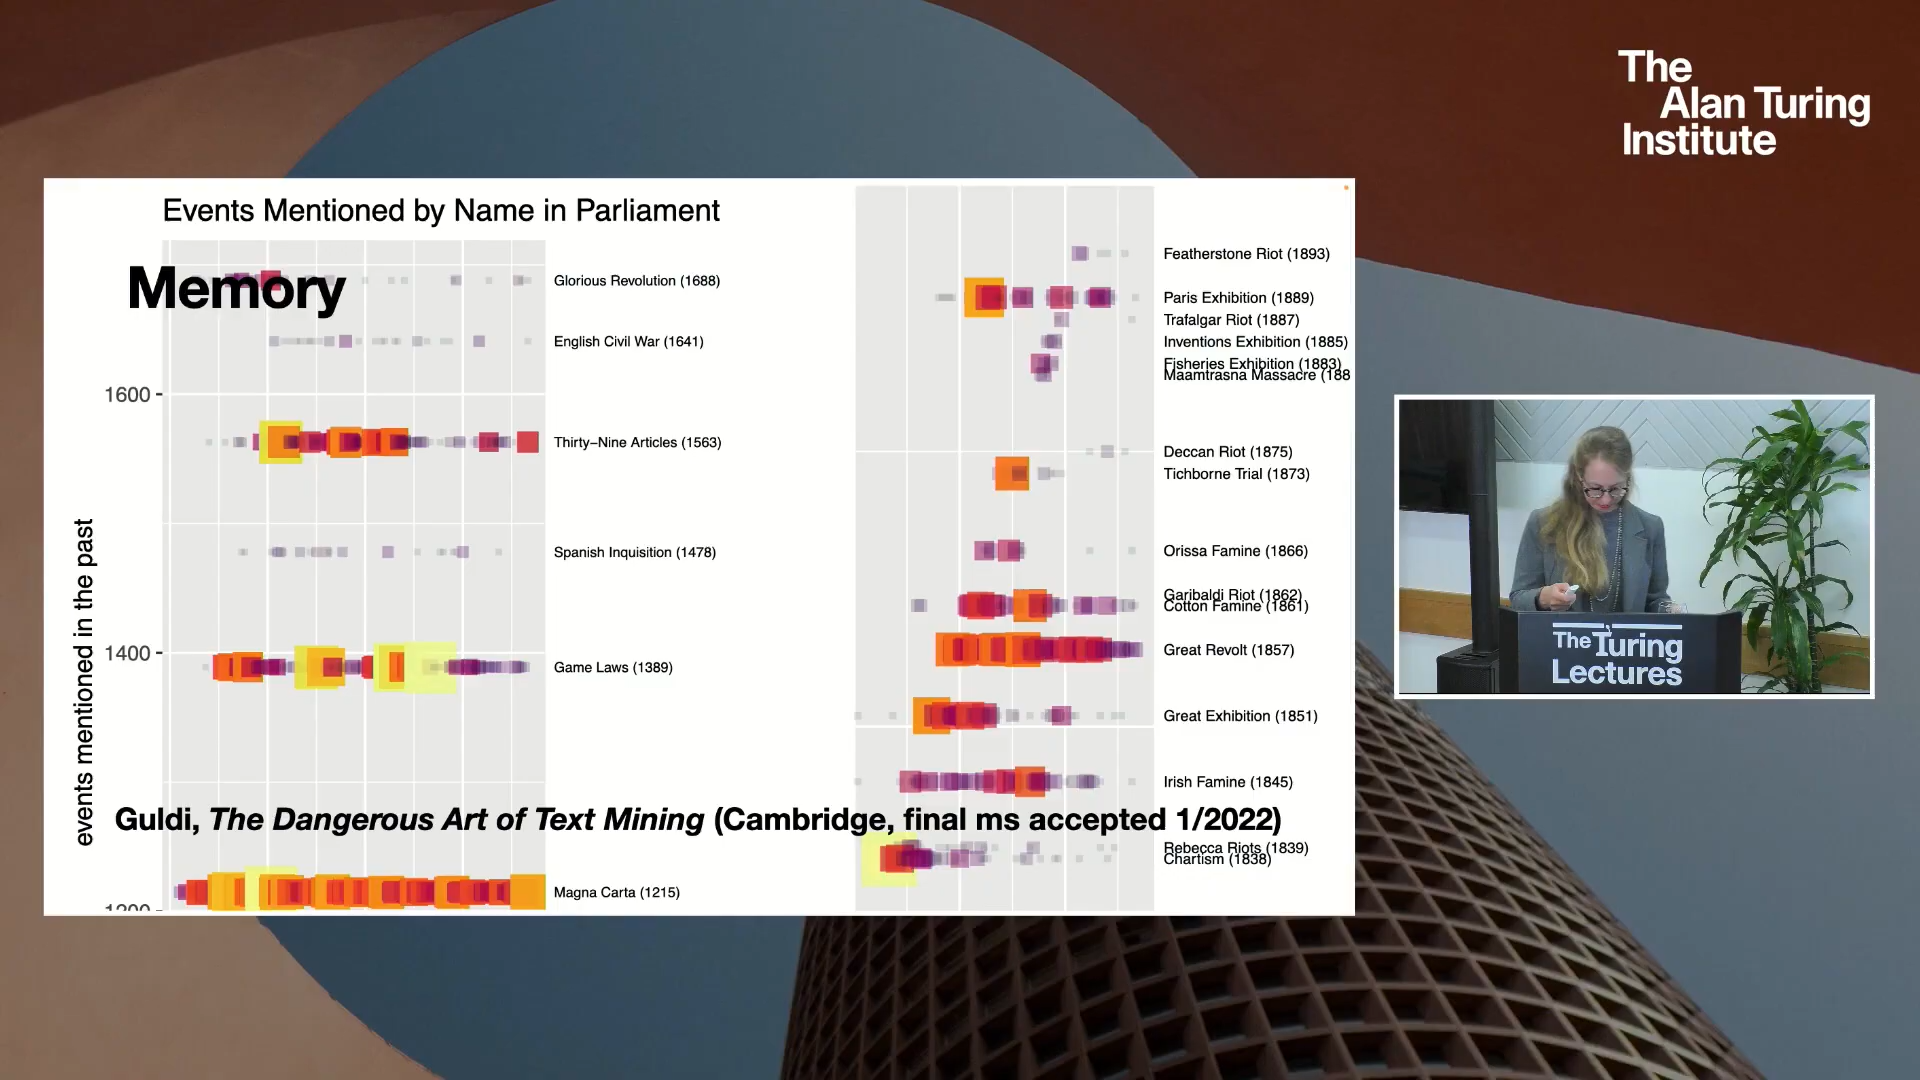 The
Alan Turing
Institute
Events Mentioned by Name in Parliament
Memory
Glorious Revolution (1688)
English Civil War (1641)
1600
Thirty–Nine Articles (1563)
Spanish Inquisition (1478)
events mentioned in the past
1400
Game Laws (1389)
Magna Carta (1215)
1200
Featherstone Riot (1893)
Paris Exhibition (1889)
Trafalgar Riot (1887)
Inventions Exhibition (1885)
Fisheries Exhibition (1883)
Maamtrasna Massacre (188
Deccan Riot (1875)
Tichborne Trial (1873)
Orissa Famine (1866)
Garibaldi Riot (1862)
Cotton Famine (1861)
Great Revolt (1857)
Great Exhibition (1851)
Irish Famine (1845)
Guldi, The Dangerous Art of Text Mining (Cambridge, final ms accepted 1/2022)
Rebecca Riots (1839)
Chartism (1838)
The Turing
Lectures